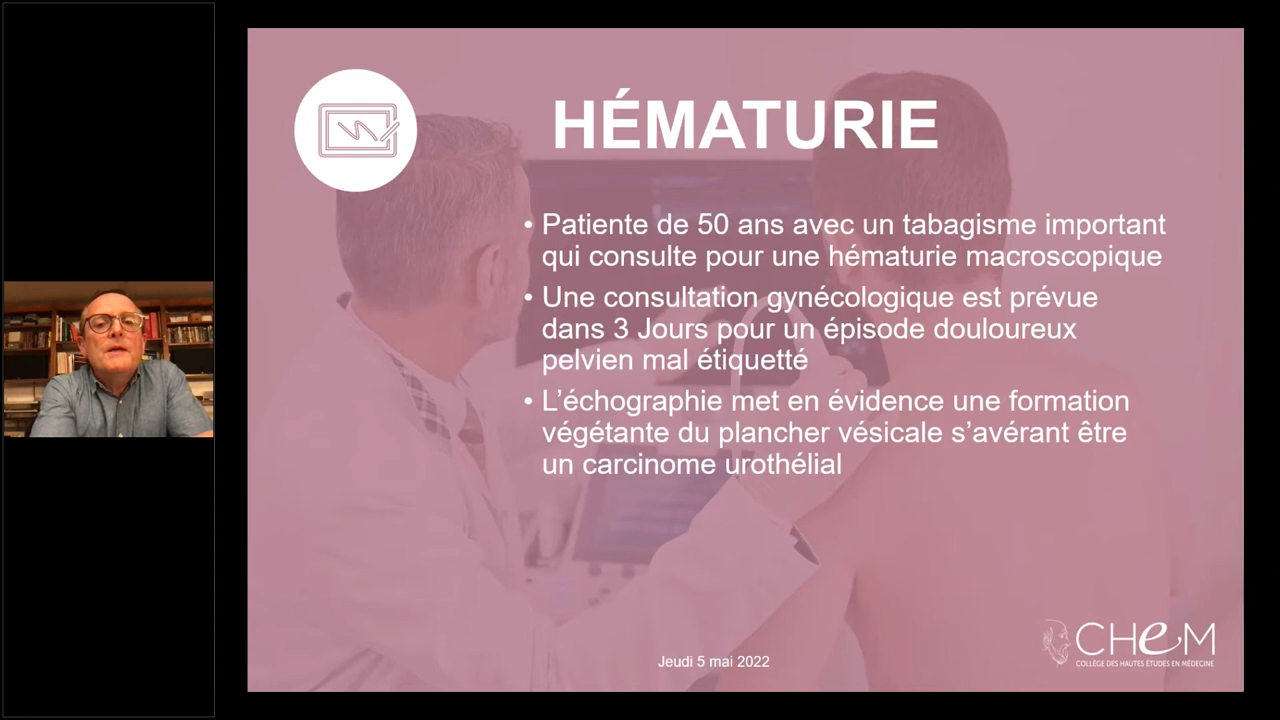 HÉMATURIE
• Patiente de 50 ans avec un tabagisme important
qui consulte pour une hématurie macroscopique
• Une consultation gynécologique est prévue
dans 3 Jours pour un épisode douloureux
pelvien mal étiquetté
• L’échographie met en évidence une formation
végétante du plancher vésicale s’avérant être
un carcinome urothélial
Jeudi 5 mai 2022
CHeM
COLLÈGE DES HAUTES ÉTUDES EN MÉDECINE